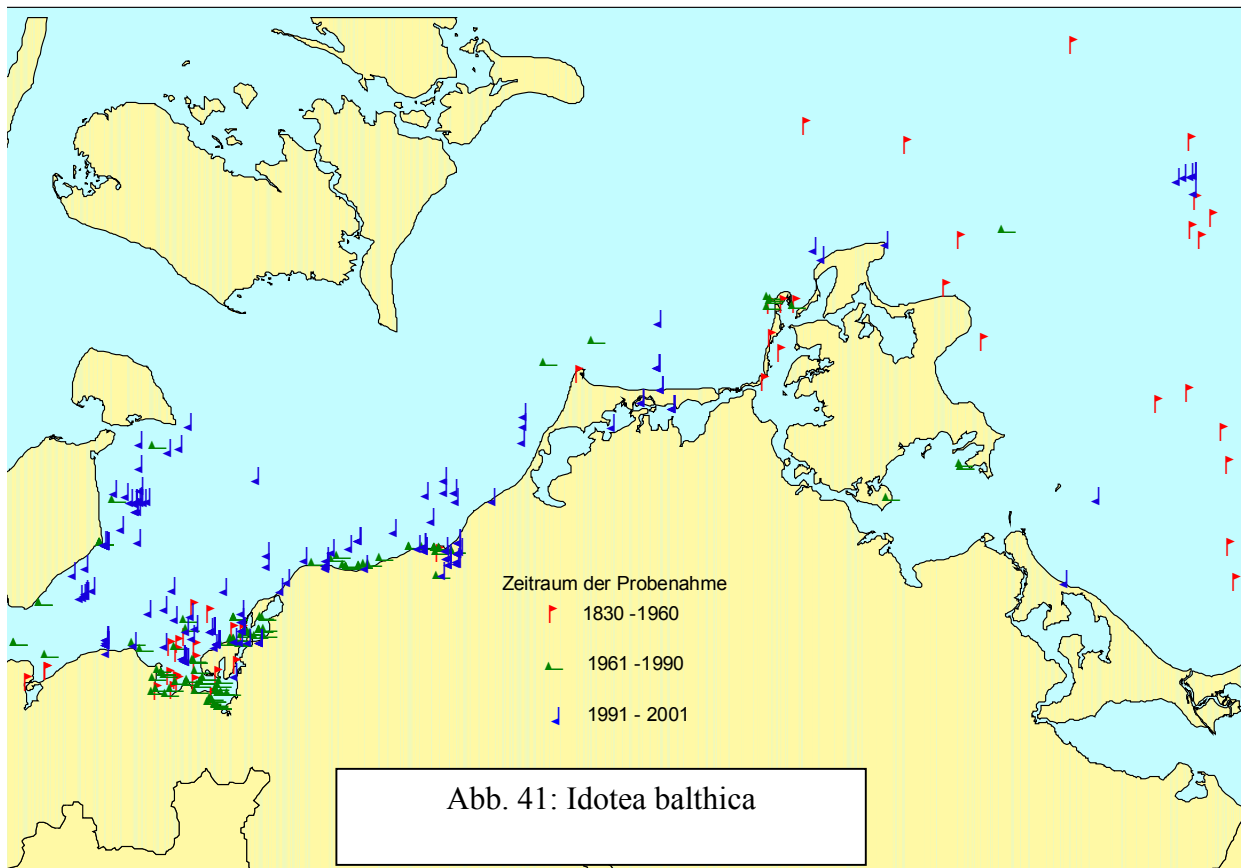 Zeitraum der Probenahme
1830 -1960
1961 -1990
1991 - 2001
Abb. 41: Idotea balthica